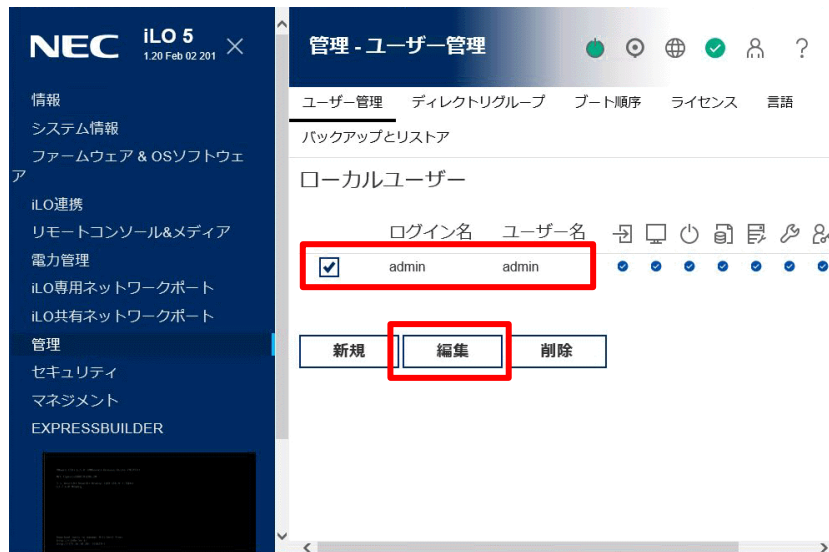 NEC iLO 5
1.20 Feb 02 201
情報
システム情報
ファームウェア & OSソフトウェ
ア
iLO連携
リモートコンソール&メディア
電力管理
iLO専用ネットワークポート
iLO共有ネットワークポート
管理
セキュリティ
マネジメント
EXPRESSBUILDER
管理 - ユーザー管理
ユーザー管理 ディレクトリグループ ブート順序 ライセンス 言語
バックアップとリストア
ローカルユーザー
ログイン名 ユーザー名
admin admin
新規 編集 削除